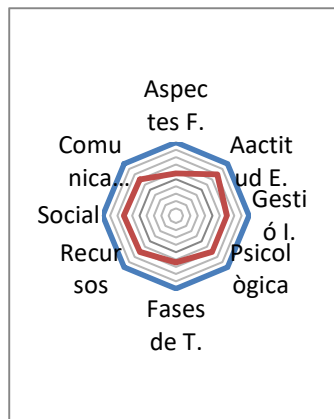 Aspec
tes F.
Aactit
ud E.
Gesti
ó I.
Psicol
ògica
Fases
de T.
Recur
sos
Social
Comu
nica...